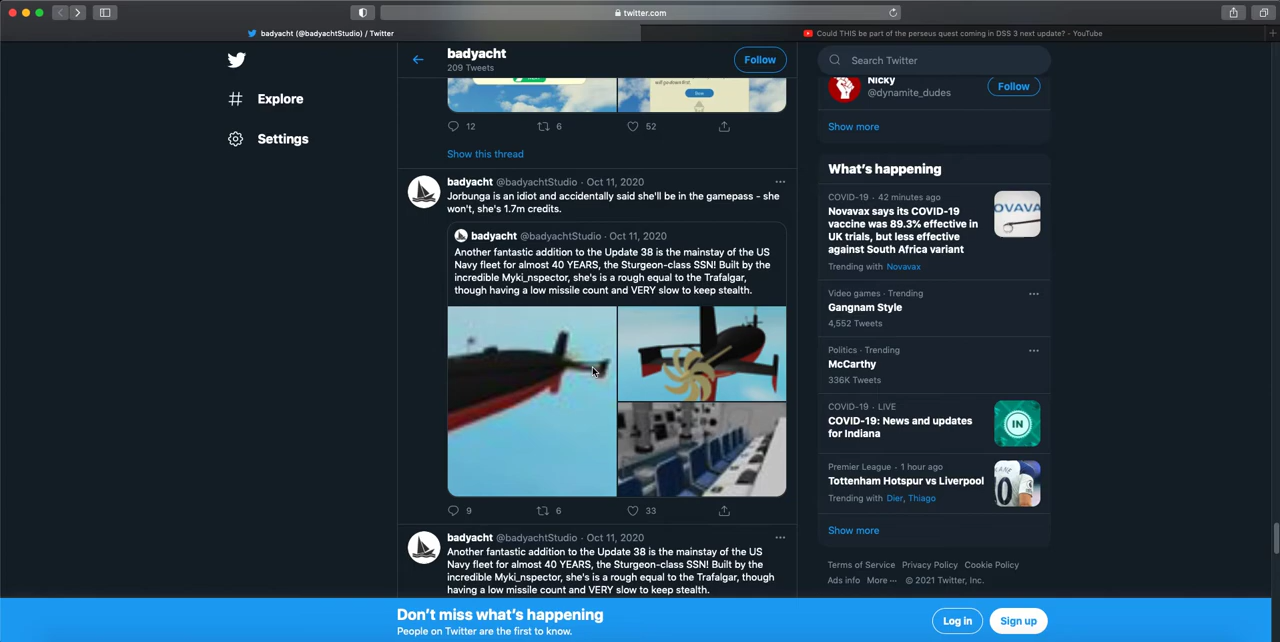 twitter.com
badyacht (@badyachtStudio) / Twitter
Could THIS be part of the perseus quest coming in DSS 3 next update? - YouTube
Explore
Settings
badyacht
209 Tweets
Follow
12
6
52
Show this thread
badyacht @badyachtStudio · Oct 11, 2020
Jorbunga is an idiot and accidentally said she'll be in the gamepass - she
won't, she's 1.7m credits.
badyacht @badyachtStudio · Oct 11, 2020
Another fantastic addition to the Update 38 is the mainstay of the US
Navy fleet for almost 40 YEARS, the Sturgeon-class SSN! Built by the
incredible Myki_nspector, she's is a rough equal to the Trafalgar,
though having a low missile count and VERY slow to keep stealth.
9
6
33
badyacht @badyachtStudio · Oct 11, 2020
Another fantastic addition to the Update 38 is the mainstay of the US
Navy fleet for almost 40 YEARS, the Sturgeon-class SSN! Built by the
incredible Myki_nspector, she's is a rough equal to the Trafalgar, though
having a low missile count and VERY slow to keep stealth.
Search Twitter
Nicky
@dynamite_dudes
Follow
Show more
What's happening
COVID-19 · 42 minutes ago
Novavax says its COVID-19
vaccine was 89.3% effective in
UK trials, but less effective
against South Africa variant
Trending with Novavax
OVAVA
Video games · Trending
Gangnam Style
4,552 Tweets
Politics · Trending
McCarthy
336K Tweets
COVID-19 · LIVE
COVID-19: News and updates
for Indiana
IN
Premier League · 1 hour ago
Tottenham Hotspur vs Liverpool
Trending with Dier, Thiago
Show more
Terms of Service Privacy Policy Cookie Policy
Ads info More ··· © 2021 Twitter, Inc.
Don't miss what's happening
People on Twitter are the first to know.
Log in
Sign up